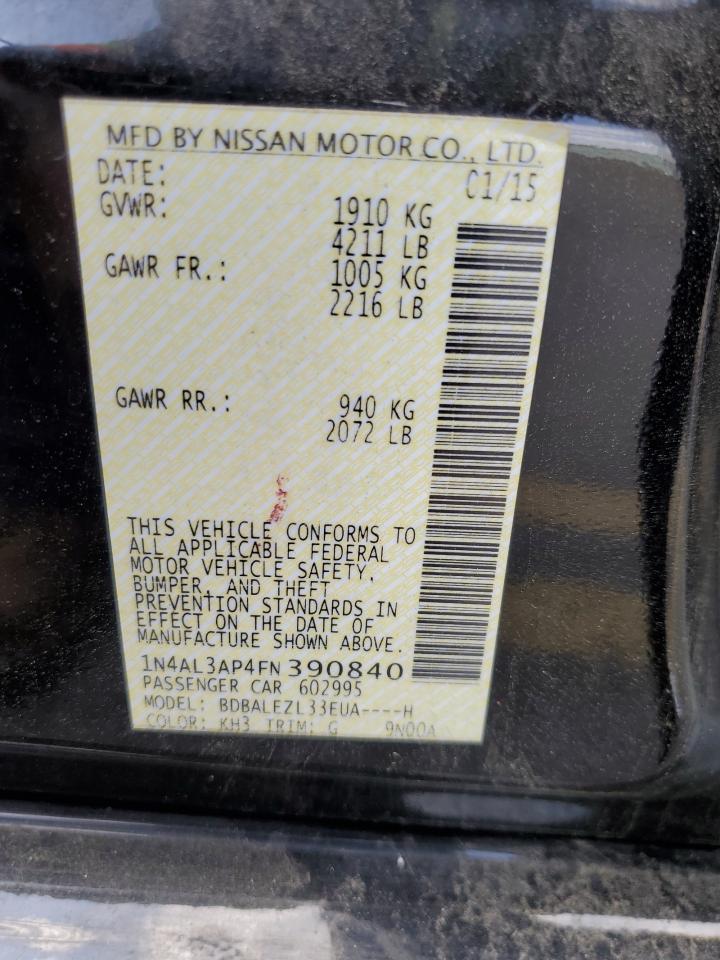 MFD BY NISSAN MOTOR CO., LTD.
DATE: 01/15
GVWR: 1910 KG
4211 LB
GAWR FR.: 1005 KG
2216 LB
GAWR RR.: 940 KG
2072 LB
THIS VEHICLE CONFORMS TO
ALL APPLICABLE FEDERAL
MOTOR VEHICLE SAFETY,
BUMPER, AND THEFT
PREVENTION STANDARDS IN
EFFECT ON THE DATE OF
MANUFACTURE SHOWN ABOVE.
1N4AL3AP4FN390840
PASSENGER CAR 602995
MODEL: BDBALEZL33EUA----H
COLOR: KH3 TRIM: G 9N00A